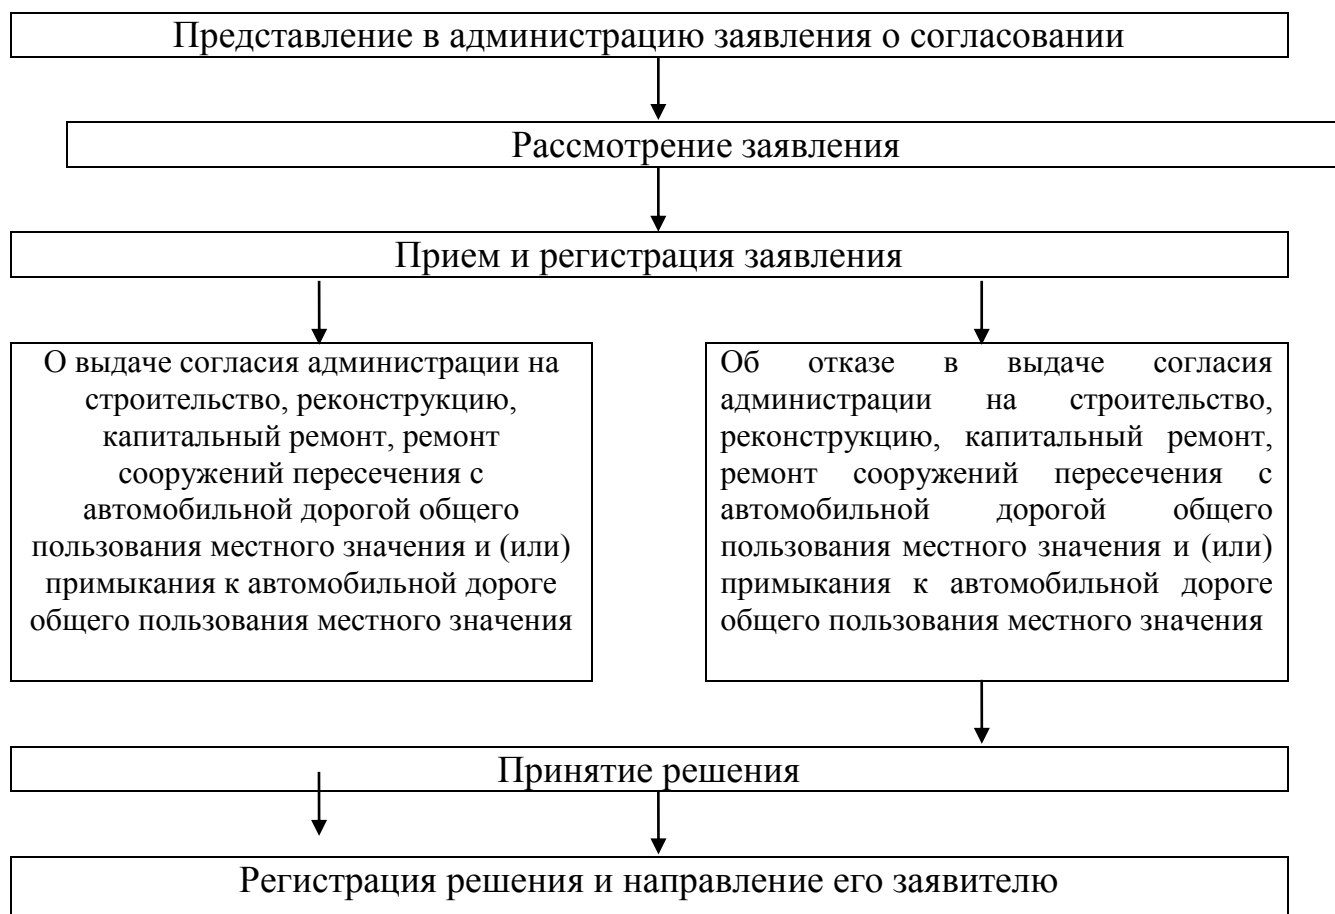 Представление в администрацию заявления о согласовании
Рассмотрение заявления
Прием и регистрация заявления
О выдаче согласия администрации на
строительство, реконструкцию,
капитальный ремонт, ремонт
сооружений пересечения с
автомобильной дорогой общего
пользования местного значения и (или)
примыкания к автомобильной дороге
общего пользования местного значения
Об отказе в выдаче согласия
администрации на строительство,
реконструкцию, капитальный ремонт,
ремонт сооружений пересечения с
автомобильной дорогой общего
пользования местного значения и (или)
примыкания к автомобильной дороге
общего пользования местного значения
Принятие решения
Регистрация решения и направление его заявителю